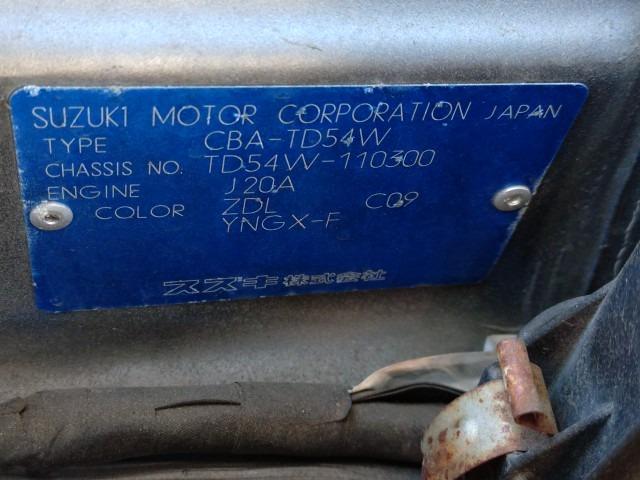 SUZUKI MOTOR CORPORATION JAPAN
TYPE CBA-TD54W
CHASSIS NO. TD54W-110300
ENGINE J20A
COLOR ZDL C09
YNGX-F
スズキ株式会社